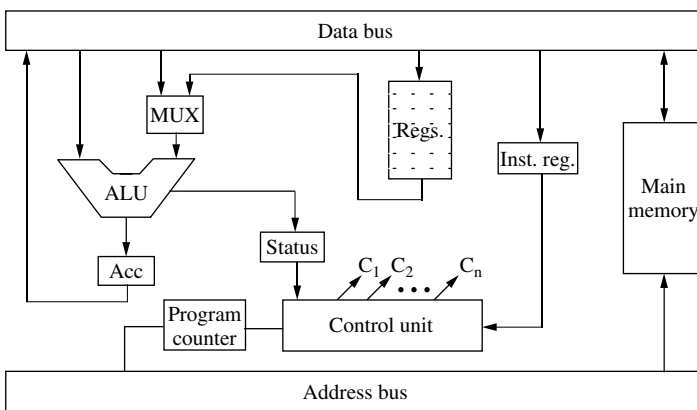 Data bus
MUX
Regs.
Inst. reg.
ALU
Main
memory
Status
Acc
C1 C2 • • • Cn
Program
counter
Control unit
Address bus